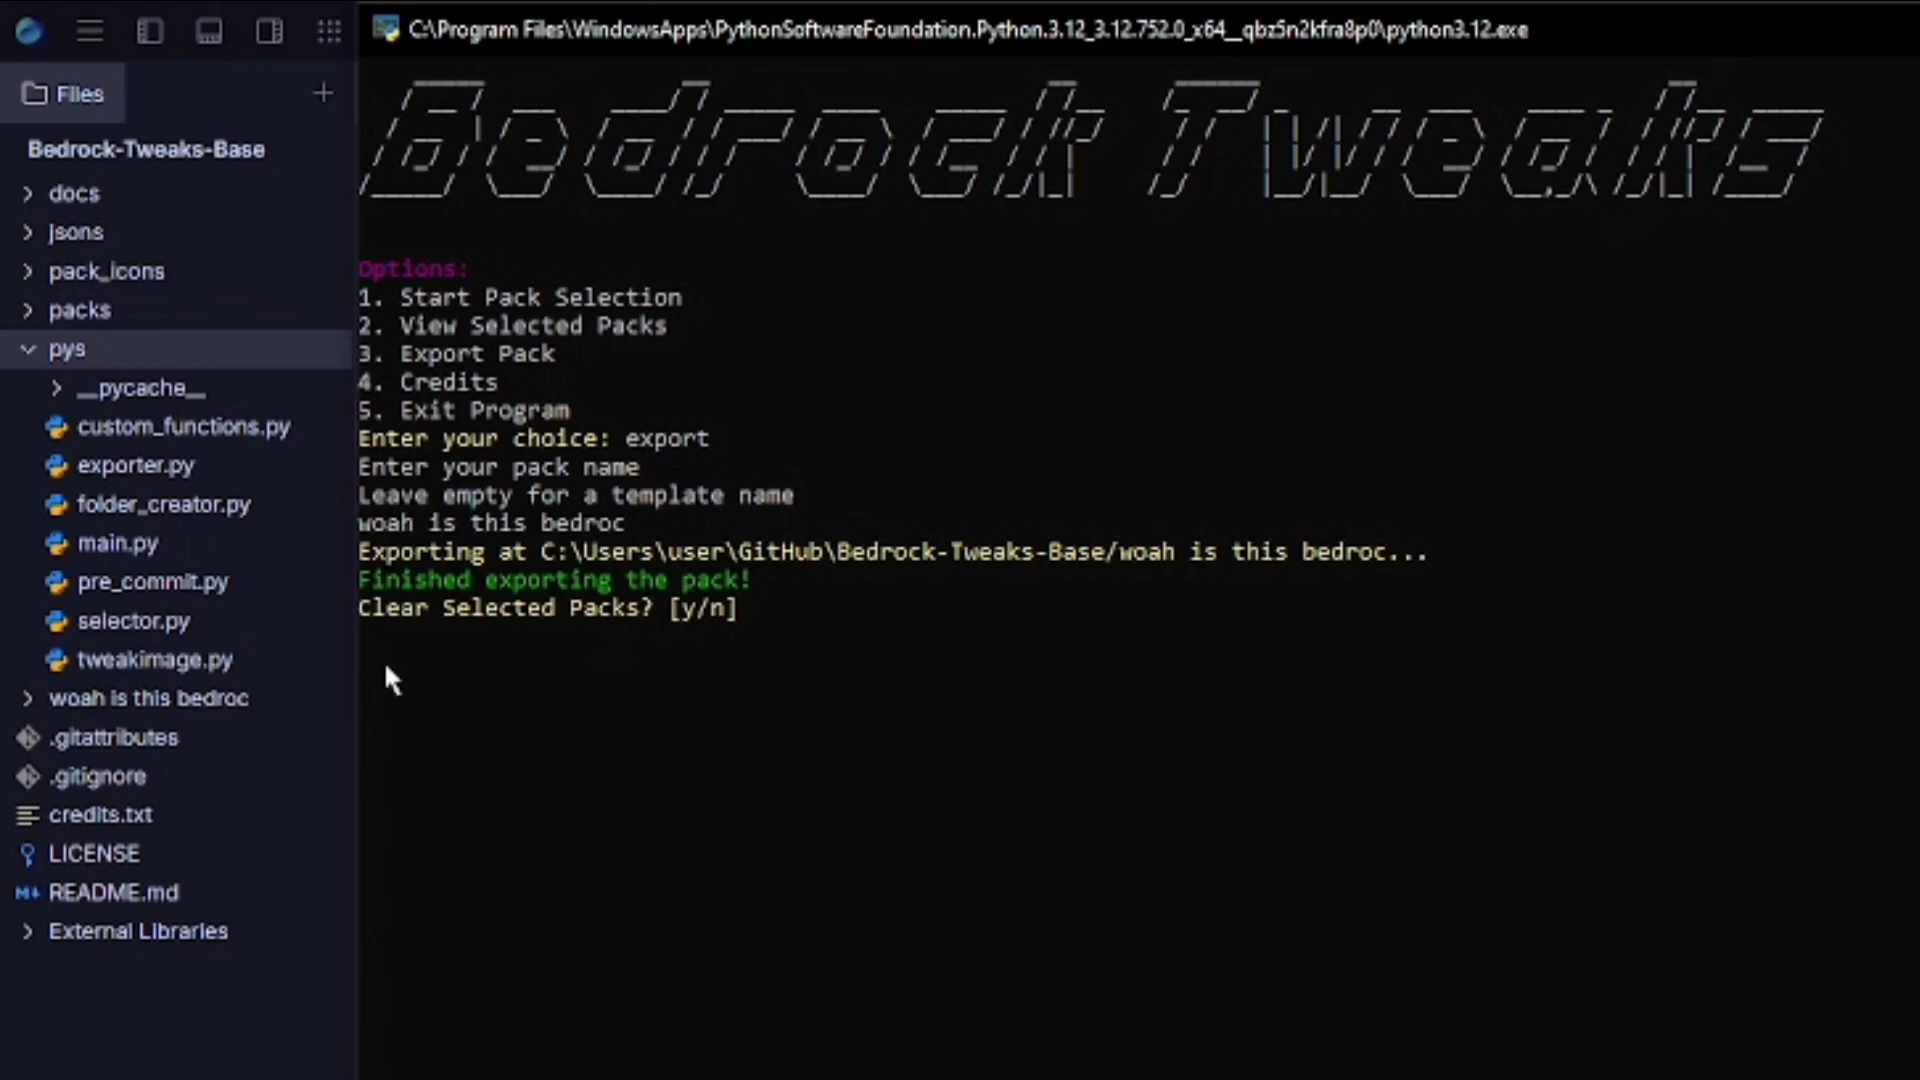 C:\Program Files\WindowsApps\PythonSoftwareFoundation.Python.3.12_3.12.752.0_x64__qbz5n2kfra8p0\python3.12.exe
Files
Bedrock-Tweaks-Base
docs
jsons
pack_icons
packs
pys
__pycache__
custom_functions.py
exporter.py
folder_creator.py
main.py
pre_commit.py
selector.py
tweakimage.py
woah is this bedroc
.gitattributes
.gitignore
credits.txt
LICENSE
README.md
External Libraries
Bedrock Tweaks
Options:
1. Start Pack Selection
2. View Selected Packs
3. Export Pack
4. Credits
5. Exit Program
Enter your choice: export
Enter your pack name
Leave empty for a template name
woah is this bedroc
Exporting at C:\Users\user\GitHub\Bedrock-Tweaks-Base/woah is this bedroc...
Finished exporting the pack!
Clear Selected Packs? [y/n]